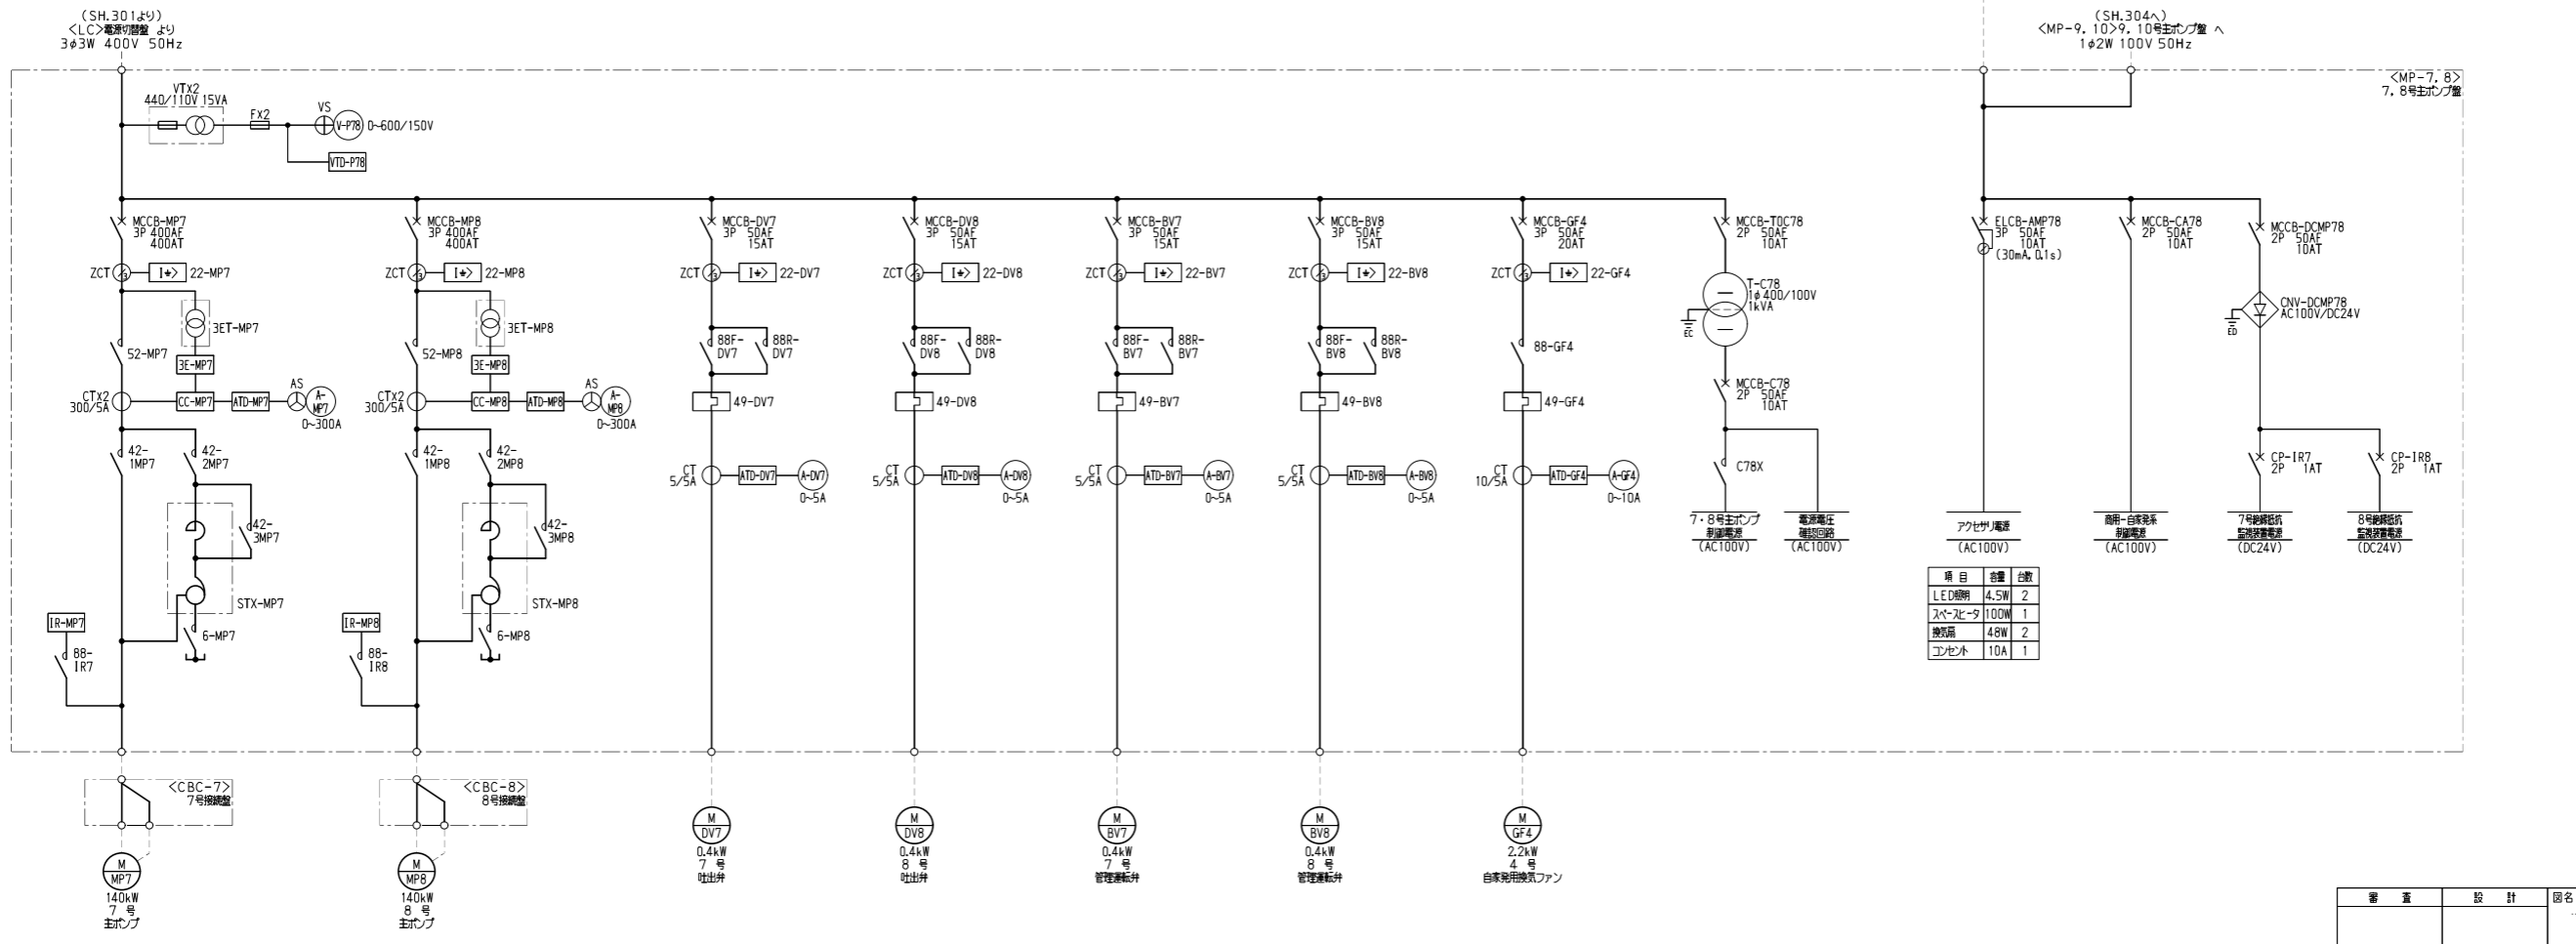 (SH.301より)
<LC>電源切替盤 より
3φ3W 400V 50Hz
(SH.304へ)
<MP-9.10>9.10号主ポンプ盤 へ
1φ2W 100V 50Hz
<MP-7.8>
7.8号主ポンプ盤
VTx2
440/110V 15VA
Fx2
VS
V-P78
0~600/150V
VTD-P78
MCCB-MP7
3P 400AF
400AT
ZCT
I⏚>
22-MP7
3ET-MP7
52-MP7
3E-MP7
CTx2
300/5A
CC-MP7
ATD-MP7
AS
A-
MP7
0~300A
42-
1MP7
42-
2MP7
42-
3MP7
STX-MP7
IR-MP7
88-
IR7
6-MP7
MCCB-MP8
3P 400AF
400AT
ZCT
I⏚>
22-MP8
3ET-MP8
52-MP8
3E-MP8
CTx2
300/5A
CC-MP8
ATD-MP8
AS
A-
MP8
0~300A
42-
1MP8
42-
2MP8
42-
3MP8
STX-MP8
IR-MP8
88-
IR8
6-MP8
MCCB-DV7
3P 50AF
15AT
ZCT
I⏚>
22-DV7
88F-
DV7
88R-
DV7
49-DV7
CT
5/5A
ATD-DV7
A-DV7
0~5A
MCCB-DV8
3P 50AF
15AT
ZCT
I⏚>
22-DV8
88F-
DV8
88R-
DV8
49-DV8
CT
5/5A
ATD-DV8
A-DV8
0~5A
MCCB-BV7
3P 50AF
15AT
ZCT
I⏚>
22-BV7
88F-
BV7
88R-
BV7
49-BV7
CT
5/5A
ATD-BV7
A-BV7
0~5A
MCCB-BV8
3P 50AF
15AT
ZCT
I⏚>
22-BV8
88F-
BV8
88R-
BV8
49-BV8
CT
5/5A
ATD-BV8
A-BV8
0~5A
MCCB-GF4
3P 50AF
20AT
ZCT
I⏚>
22-GF4
88-GF4
49-GF4
CT
10/5A
ATD-GF4
A-GF4
0~10A
MCCB-TOC78
2P 50AF
10AT
T-C78
1φ400/100V
1kVA
EC
MCCB-C78
2P 50AF
10AT
C78X
7・8号主ポンプ
制御電源
(AC100V)
電源電圧
確認回路
(AC100V)
ELCB-AMP78
3P 50AF
10AT
(30mA.0.1s)
アクセサリ電源
(AC100V)
MCCB-CA78
2P 50AF
10AT
商用-自家発系
制御電源
(AC100V)
MCCB-DCMP78
2P 50AF
10AT
CNV-DCMP78
AC100V/DC24V
ED
CP-IR7
2P 1AT
CP-IR8
2P 1AT
7号絶縁抵抗
監視装置電源
(DC24V)
8号絶縁抵抗
監視装置電源
(DC24V)
項 目 容量 台数
LED照明 4.5W 2
スペースヒータ 100W 1
換気扇 48W 2
コンセント 10A 1
<CBC-7>
7号接続盤
<CBC-8>
8号接続盤
M
MP7
140kW
7 号
主ポンプ
M
MP8
140kW
8 号
主ポンプ
M
DV7
0.4kW
7 号
吐出弁
M
DV8
0.4kW
8 号
吐出弁
M
BV7
0.4kW
7 号
管理運転弁
M
BV8
0.4kW
8 号
管理運転弁
M
GF4
2.2kW
4 号
自家発用換気ファン
審 査 設 計 図名